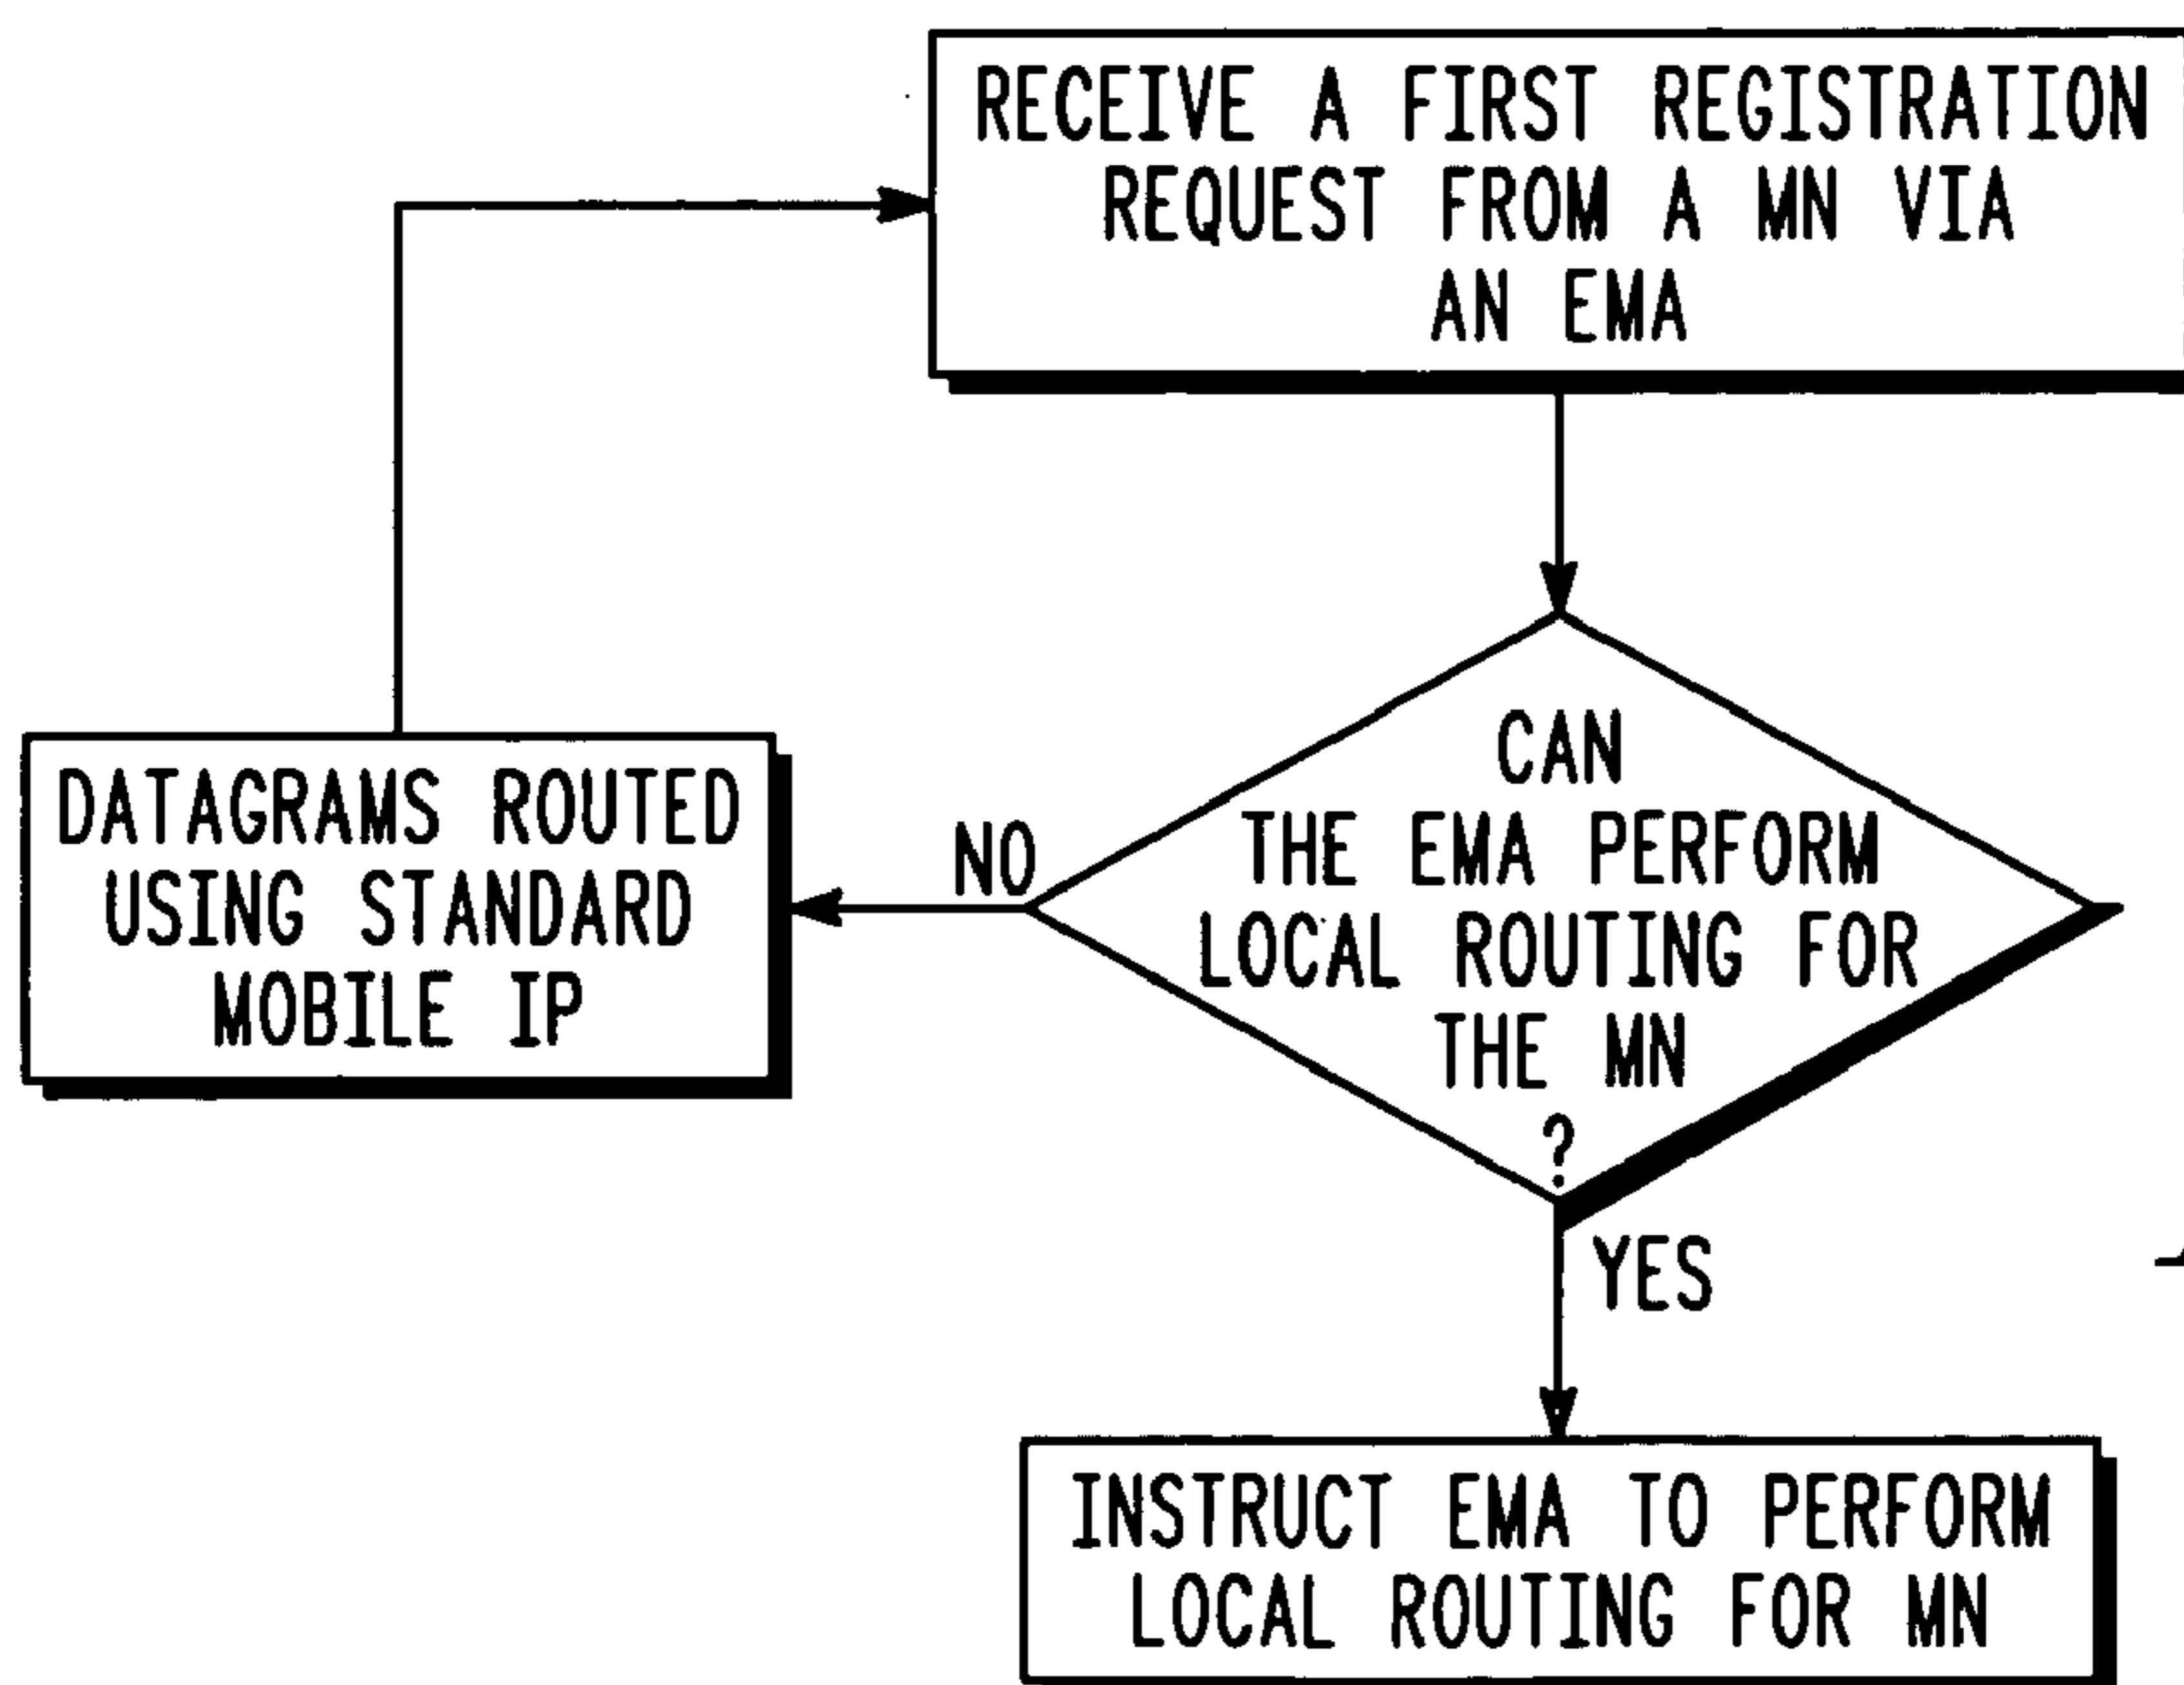 RECEIVE A FIRST REGISTRATION
REQUEST FROM A MN VIA
AN EMA
CAN
THE EMA PERFORM
LOCAL ROUTING FOR
THE MN
?
NO
DATAGRAMS ROUTED
USING STANDARD
MOBILE IP
YES
INSTRUCT EMA TO PERFORM
LOCAL ROUTING FOR MN